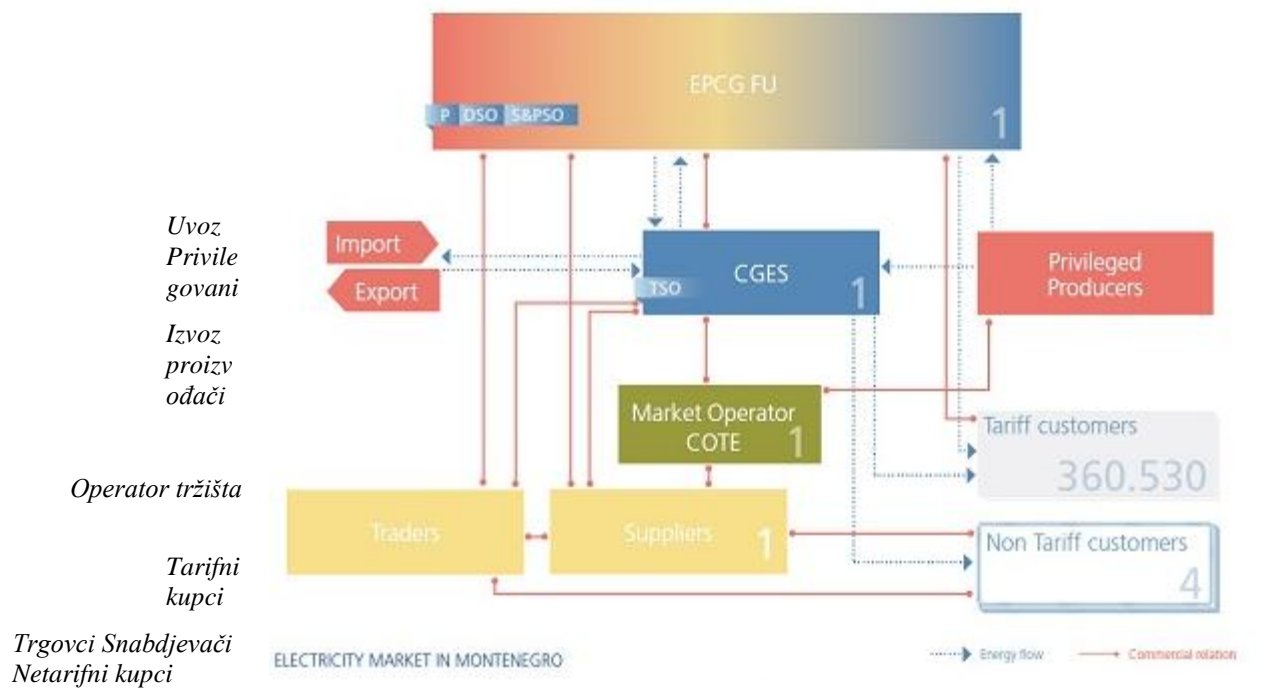 EPCG FU
P DSO S&PSO
1
Uvoz
Privile
govani
Izvoz
proizv
ođači
Import
Export
CGES
TSO
1
Privileged
Producers
Market Operator
COTE
1
Tariff customers
360.530
Operator tržišta
Traders
Suppliers
1
Non Tariff customers
4
Tarifni
kupci
Trgovci Snabdjevači
Netarifni kupci
ELECTRICITY MARKET IN MONTENEGRO
Energy flow
Commercial relation